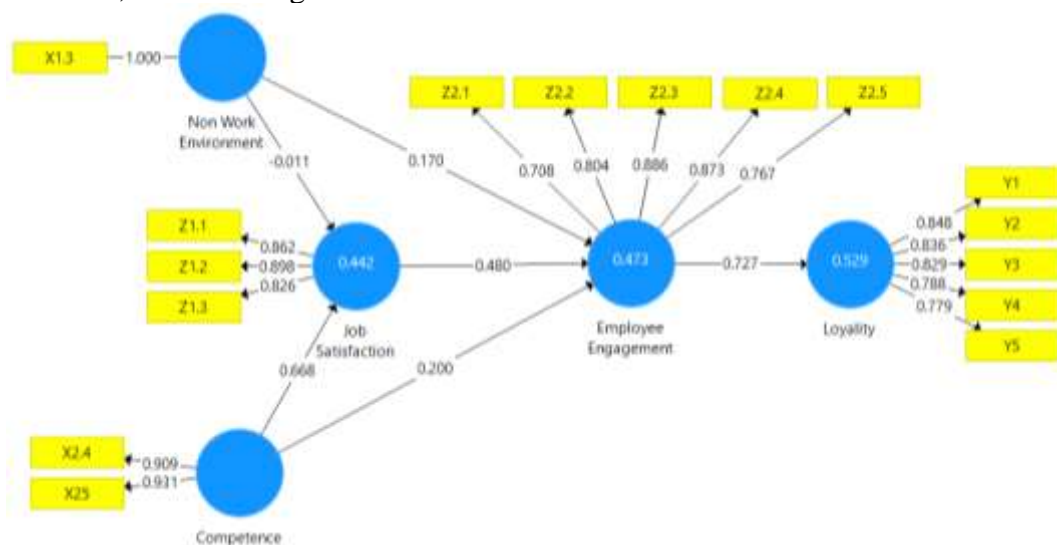 X1.3
1.000
Non Work
Environment
Z2.1
Z2.2
Z2.3
Z2.4
Z2.5
-0.011
0.170
0.708
0.804
0.886
0.873
0.767
Z1.1
Z1.2
Z1.3
0.862
0.898
0.826
0.442
Job
Satisfaction
0.480
0.473
Employee
Engagement
0.727
0.529
Loyality
0.848
0.836
0.829
0.788
0.779
Y1
Y2
Y3
Y4
Y5
0.668
0.200
X2.4
X25
0.909
0.931
Competence